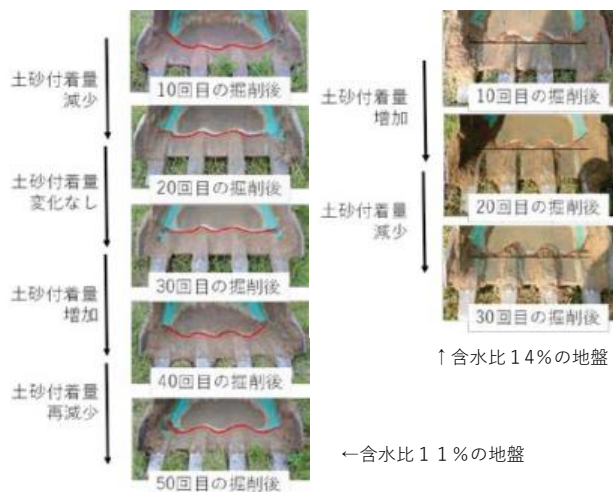 土砂付着量
減少
10回目の掘削後
土砂付着量
変化なし
20回目の掘削後
30回目の掘削後
土砂付着量
増加
40回目の掘削後
土砂付着量
再減少
50回目の掘削後
10回目の掘削後
土砂付着量
増加
20回目の掘削後
土砂付着量
減少
30回目の掘削後
↑含水比14%の地盤
←含水比１１％の地盤